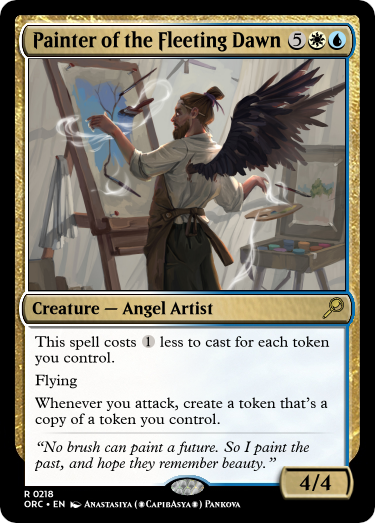 Painter of the Fleeting Dawn 5
Creature — Angel Artist
This spell costs 1 less to cast for each token
you control.
Flying
Whenever you attack, create a token that's a
copy of a token you control.
“No brush can paint a future. So I paint the
past, and hope they remember beauty.”
4/4
R 0218
ORC • EN Anastasiya (CapibAsya) Pankova